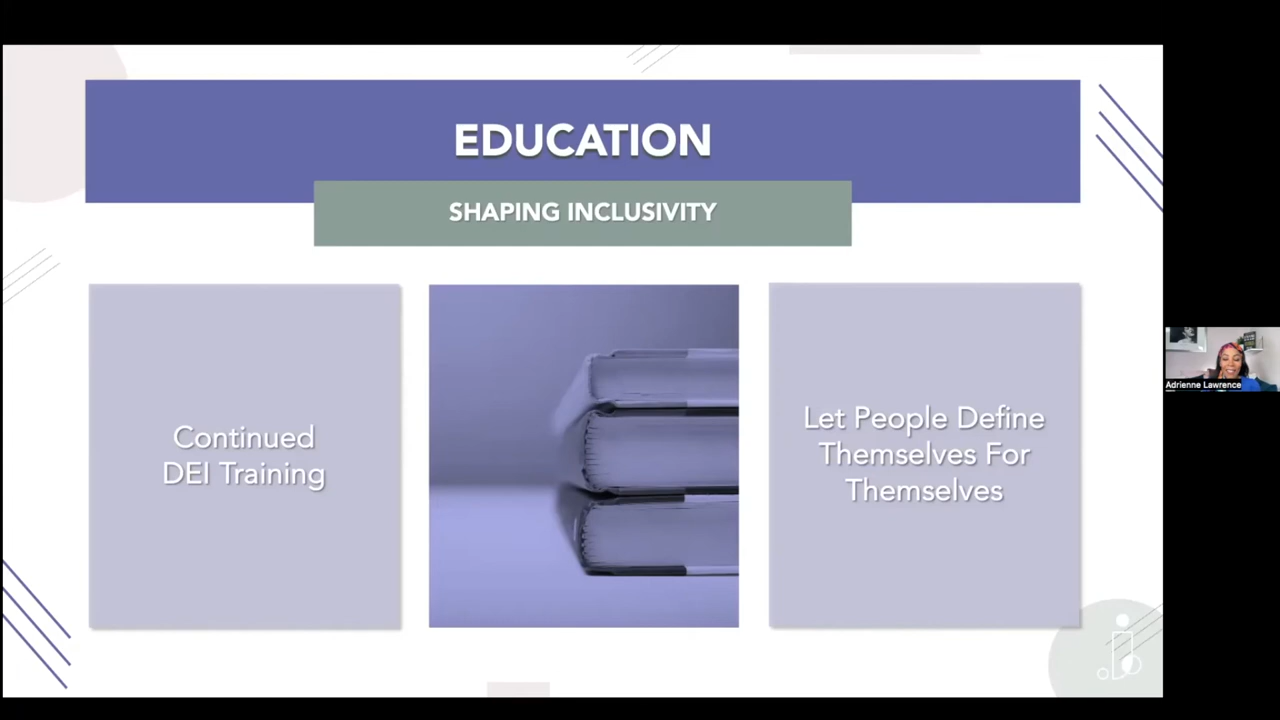 EDUCATION
SHAPING INCLUSIVITY
Continued
DEI Training
Let People Define
Themselves For
Themselves
Adrienne Lawrence